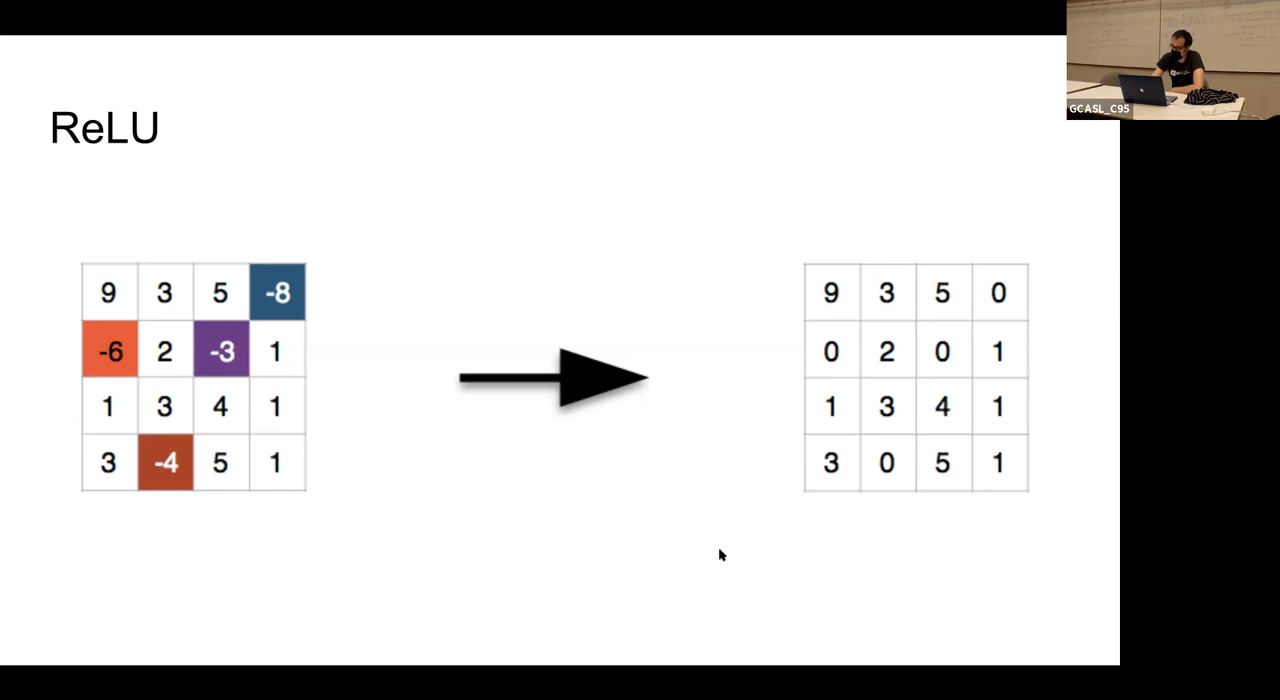 GCASL_C95
ReLU
9 3 5 -8
-6 2 -3 1
1 3 4 1
3 -4 5 1
9 3 5 0
0 2 0 1
1 3 4 1
3 0 5 1